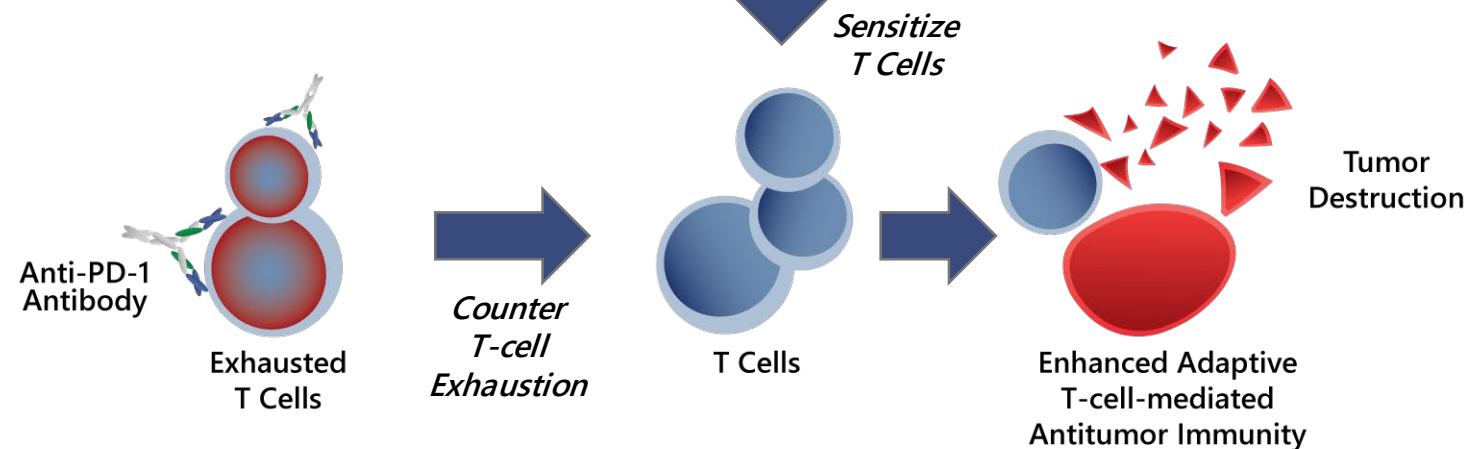 Sensitize
T Cells
Anti-PD-1
Antibody
Exhausted
T Cells
Counter
T-cell
Exhaustion
T Cells
Enhanced Adaptive
T-cell-mediated
Antitumor Immunity
Tumor
Destruction